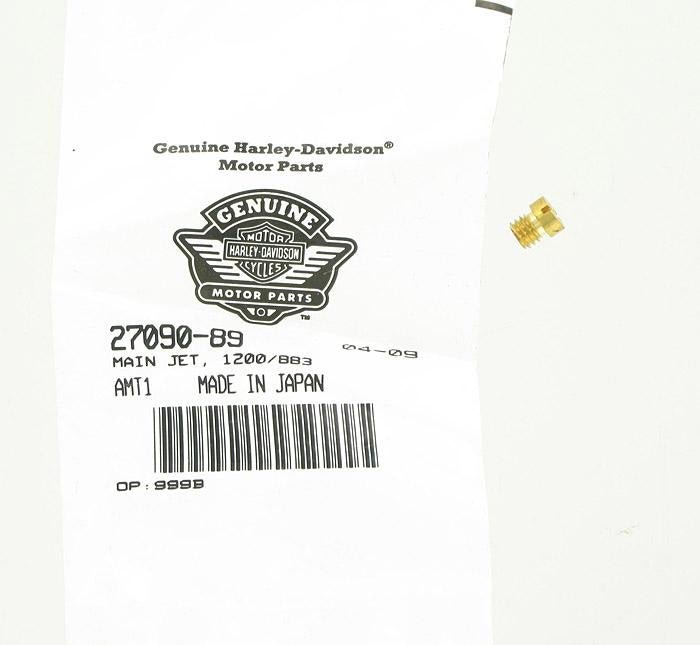 Genuine Harley-Davidson®
Motor Parts
GENUINE
MOTOR
HARLEY-DAVIDSON
CYCLES
MOTOR PARTS
TM
27090-89
04-09
MAIN JET, 1200/883
AMT1 MADE IN JAPAN
OP: 999B